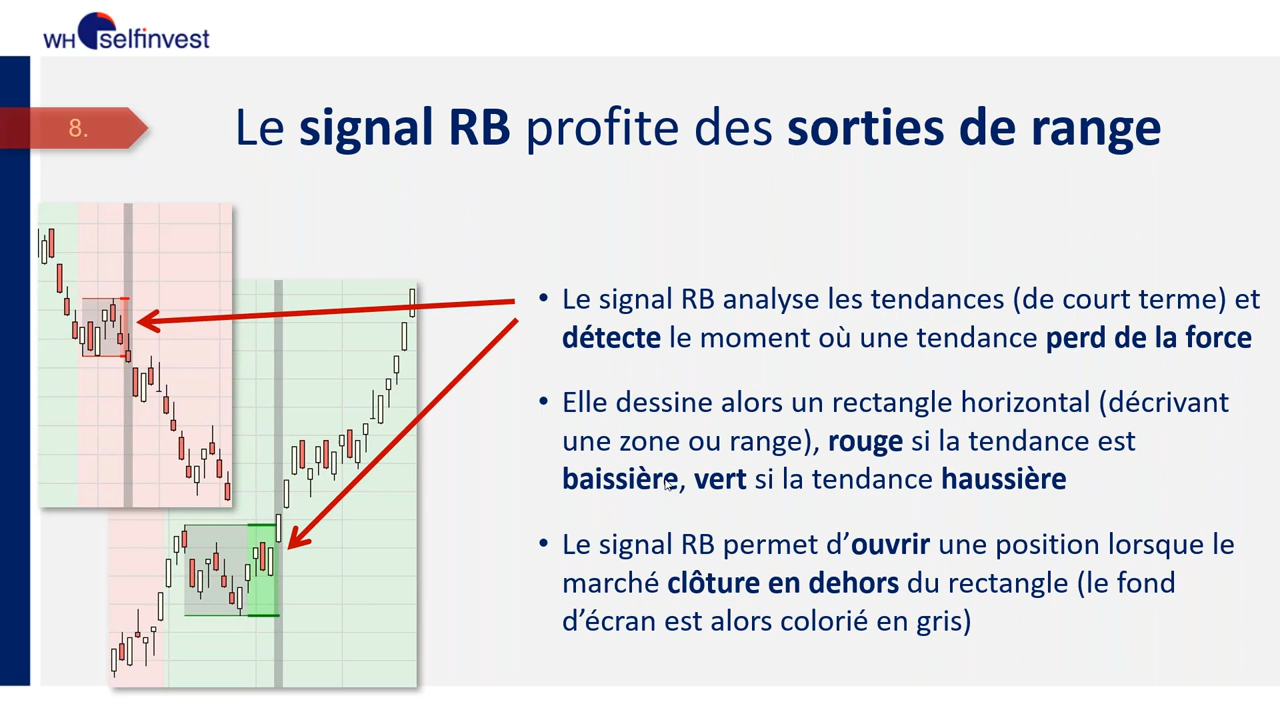 WH selfinvest
8.
Le signal RB profite des sorties de range
• Le signal RB analyse les tendances (de court terme) et
détecte le moment où une tendance perd de la force
• Elle dessine alors un rectangle horizontal (décrivant
une zone ou range), rouge si la tendance est
baissière, vert si la tendance haussière
• Le signal RB permet d’ouvrir une position lorsque le
marché clôture en dehors du rectangle (le fond
d’écran est alors colorié en gris)